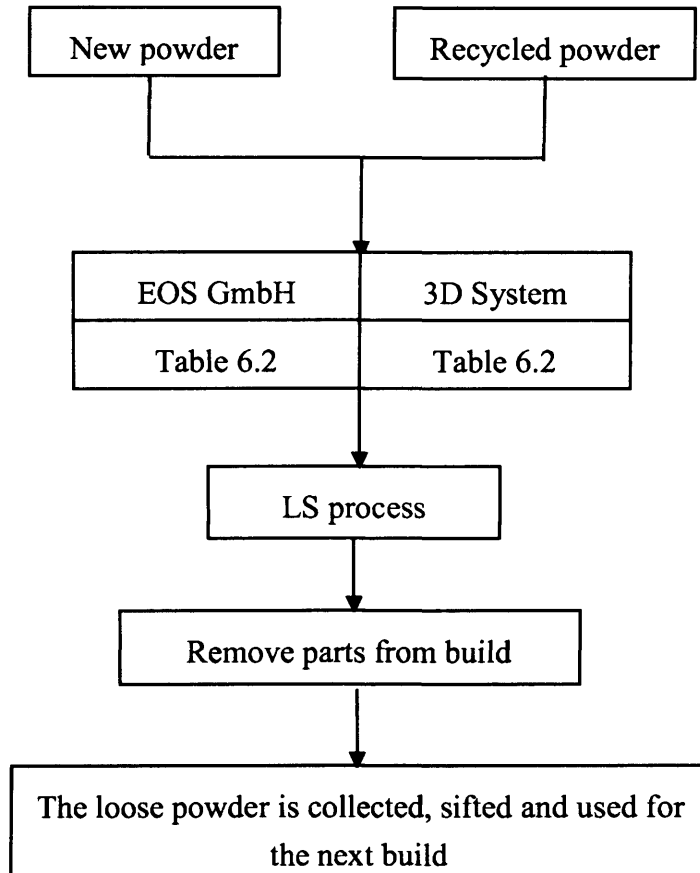 New powder
Recycled powder
EOS GmbH
3D System
Table 6.2
Table 6.2
LS process
Remove parts from build
The loose powder is collected, sifted and used for
the next build